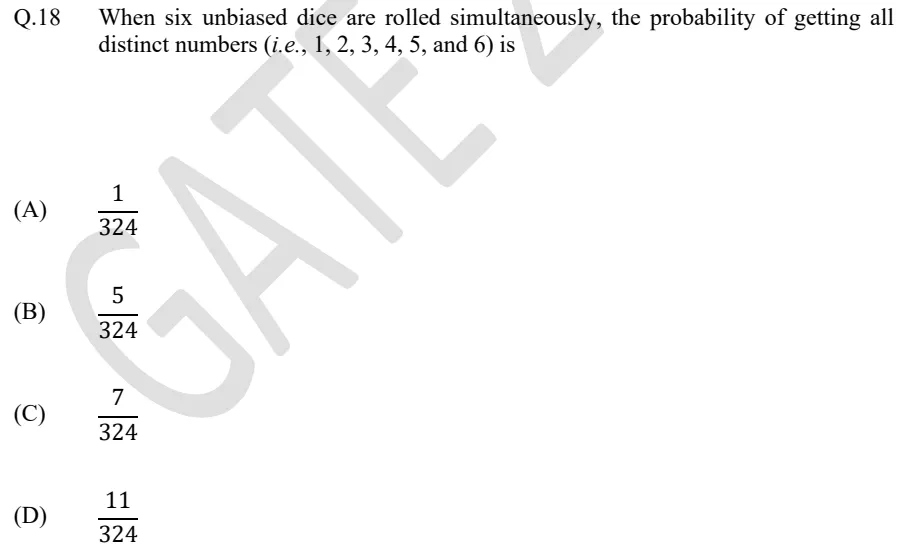 Q.18 When six unbiased dice are rolled simultaneously, the probability of getting all
distinct numbers (i.e., 1, 2, 3, 4, 5, and 6) is
(A) 1/324
(B) 5/324
(C) 7/324
(D) 11/324
GATE 2